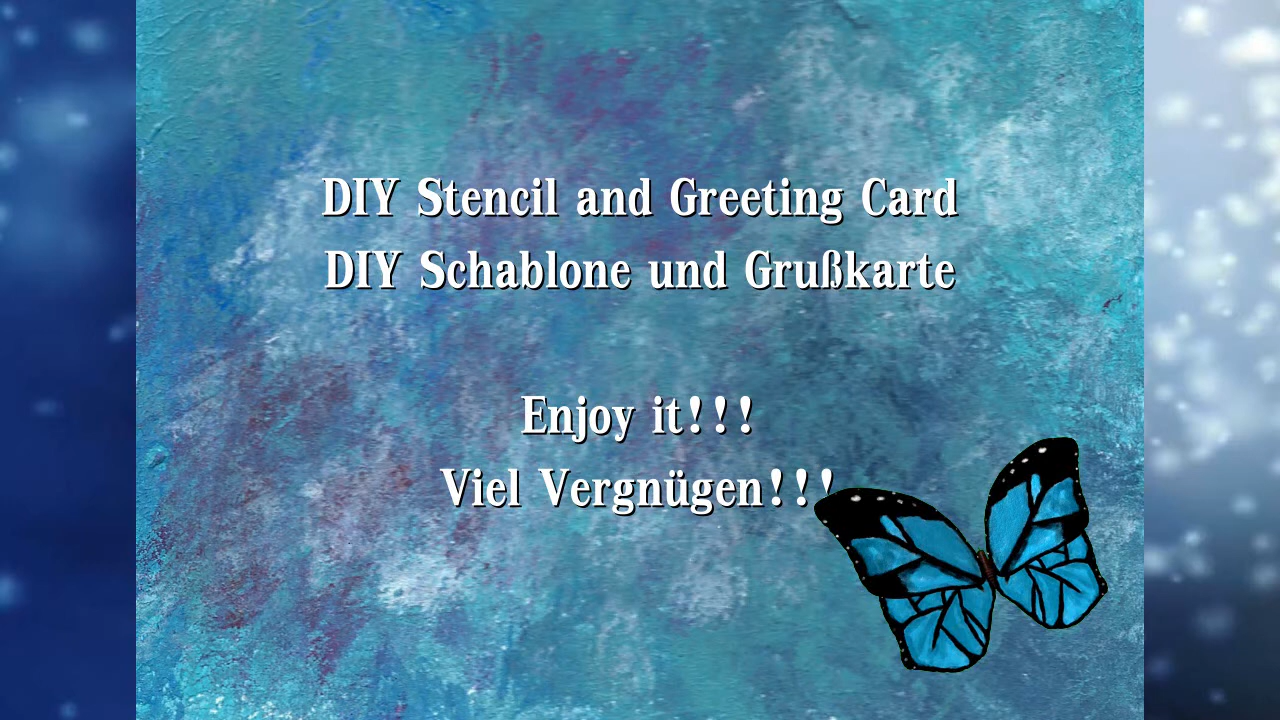 DIY Stencil and Greeting Card
DIY Schablone und Grußkarte
Enjoy it!!!
Viel Vergnügen!!!